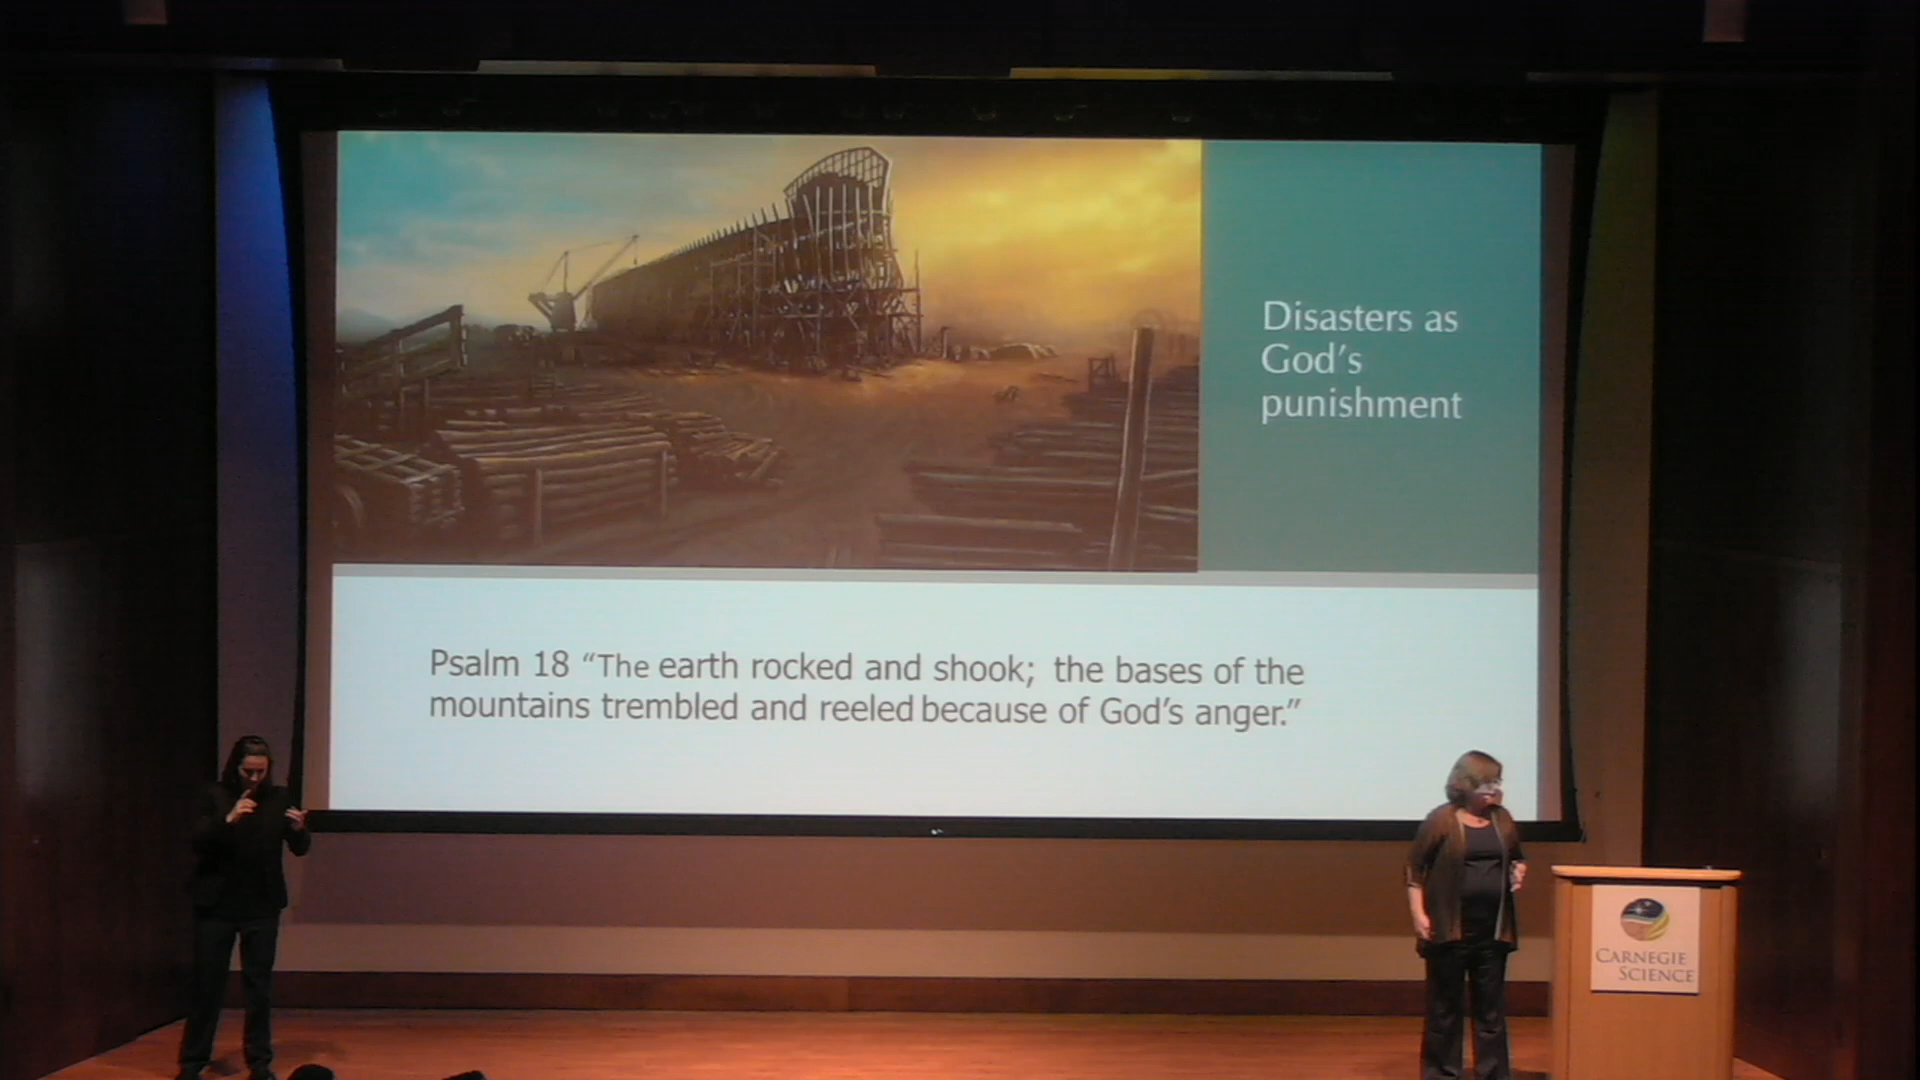 Disasters as
God's
punishment
Psalm 18 “The earth rocked and shook; the bases of the
mountains trembled and reeled because of God's anger.”
CARNEGIE
SCIENCE